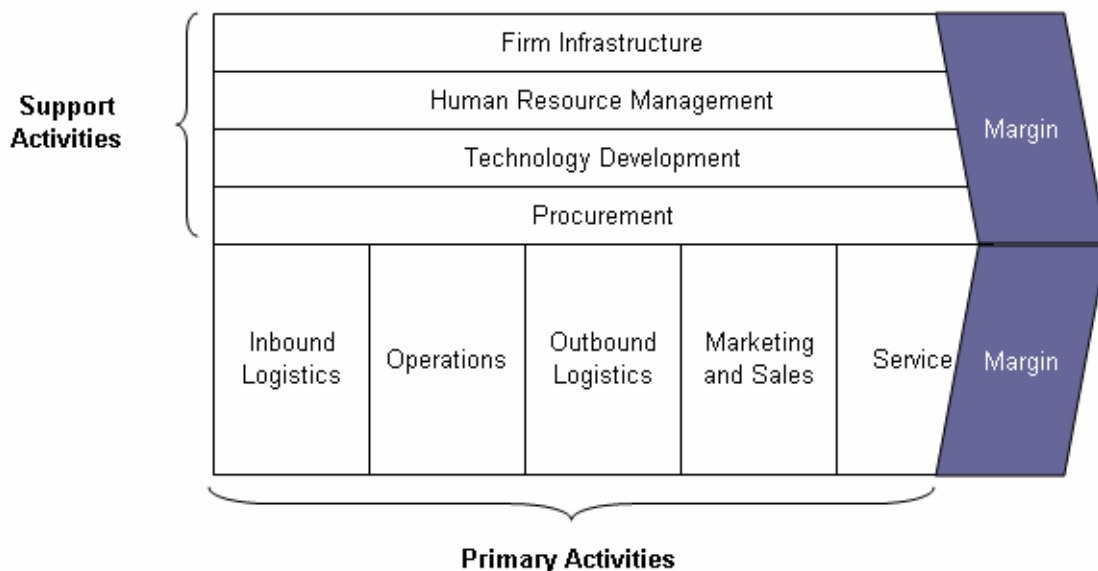 Support
Activities
Firm Infrastructure
Human Resource Management
Technology Development
Procurement
Margin
Inbound
Logistics
Operations
Outbound
Logistics
Marketing
and Sales
Service
Margin
Primary Activities